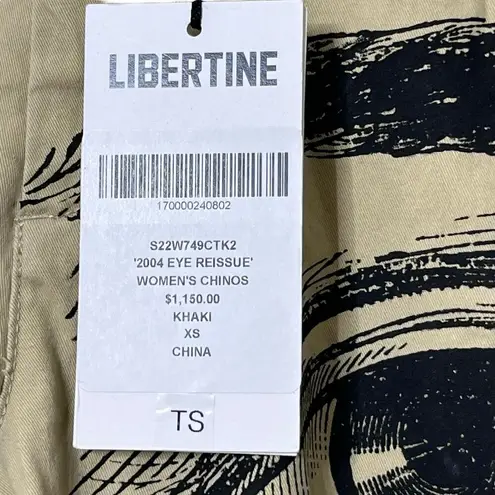 LIBERTINE
170000240802
S22W749CTK2
'2004 EYE REISSUE'
WOMEN'S CHINOS
$1,150.00
KHAKI
XS
CHINA
TS